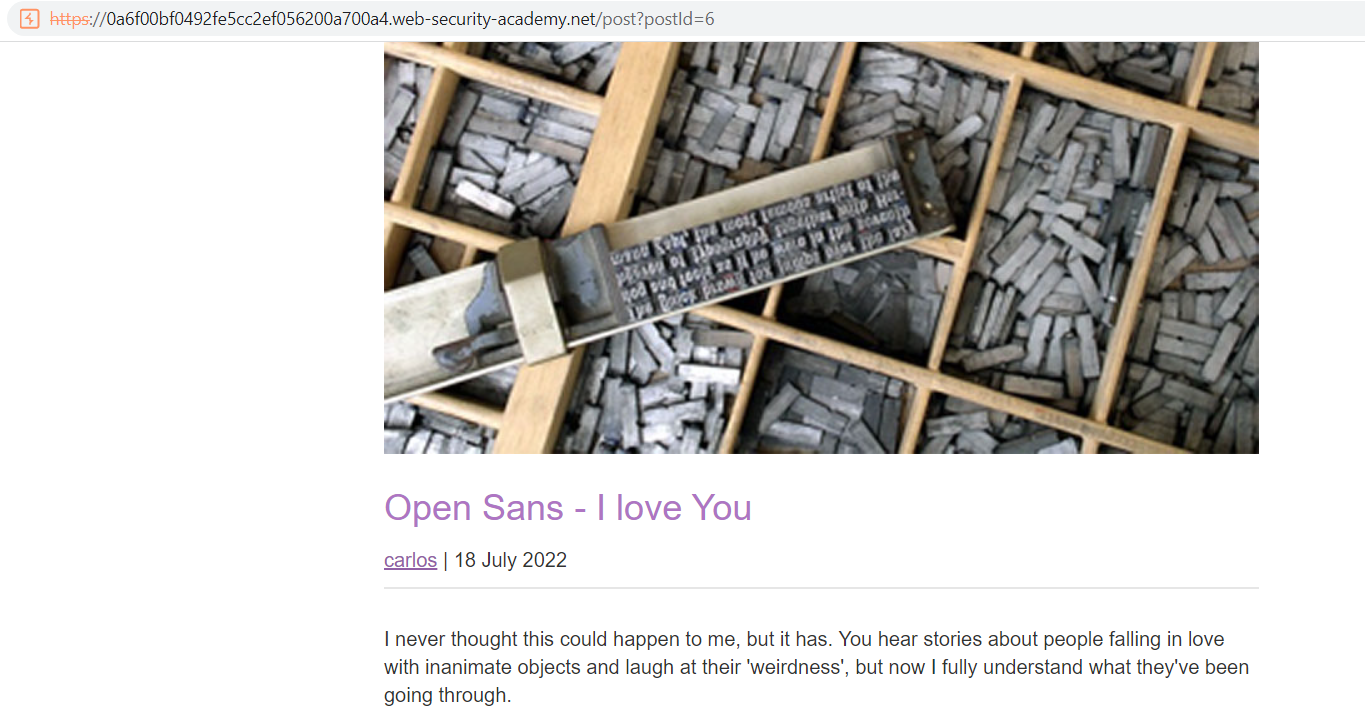 https://0a6f00bf0492fe5cc2ef056200a700a4.web-security-academy.net/post?postId=6
Open Sans - I love You
carlos | 18 July 2022
I never thought this could happen to me, but it has. You hear stories about people falling in love
with inanimate objects and laugh at their 'weirdness', but now I fully understand what they've been
going through.